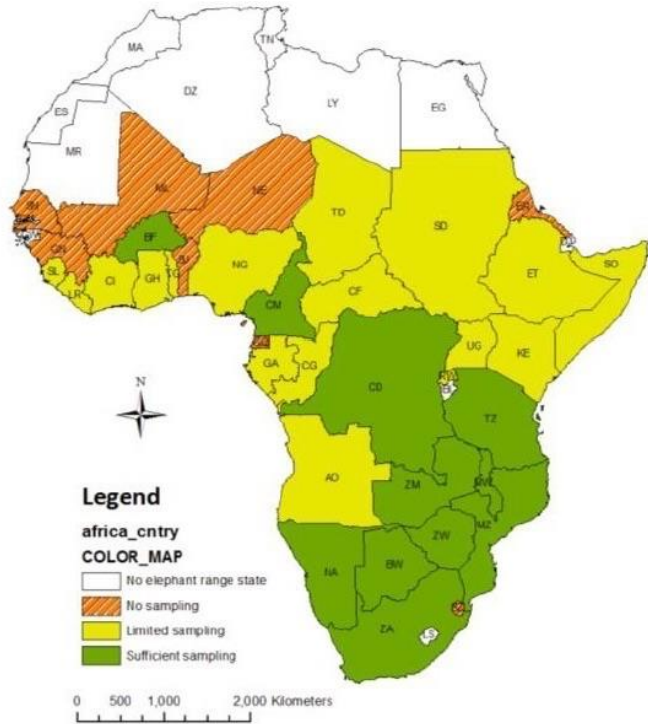 TN
MA
DZ
LY
EG
ES
MR
ML
NE
SN
ER
TD
SD
GN
BF
SO
SL
CI
GH
TG
NG
ET
LR
CM
CF
UG
KE
GA
CG
CD
TZ
N
AO
ZM
MW
MZ
ZW
NA
BW
ZA
LS
Legend
africa_cntry
COLOR_MAP
No elephant range state
No sampling
Limited sampling
Sufficient sampling
0 500 1,000 2,000 Kilometers